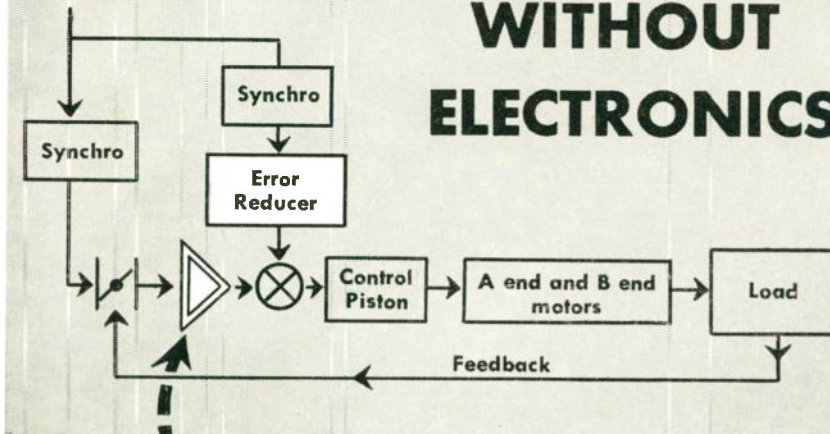 WITHOUT
ELECTRONICS
Synchro
Synchro
Error
Reducer
Control
Piston
A end and B end
motors
Load
Feedback